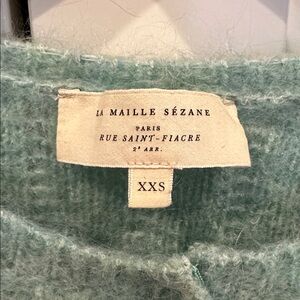 LA MAILLE SÉZANE
PARIS
RUE SAINT-FIACRE
2e ARR.
XXS